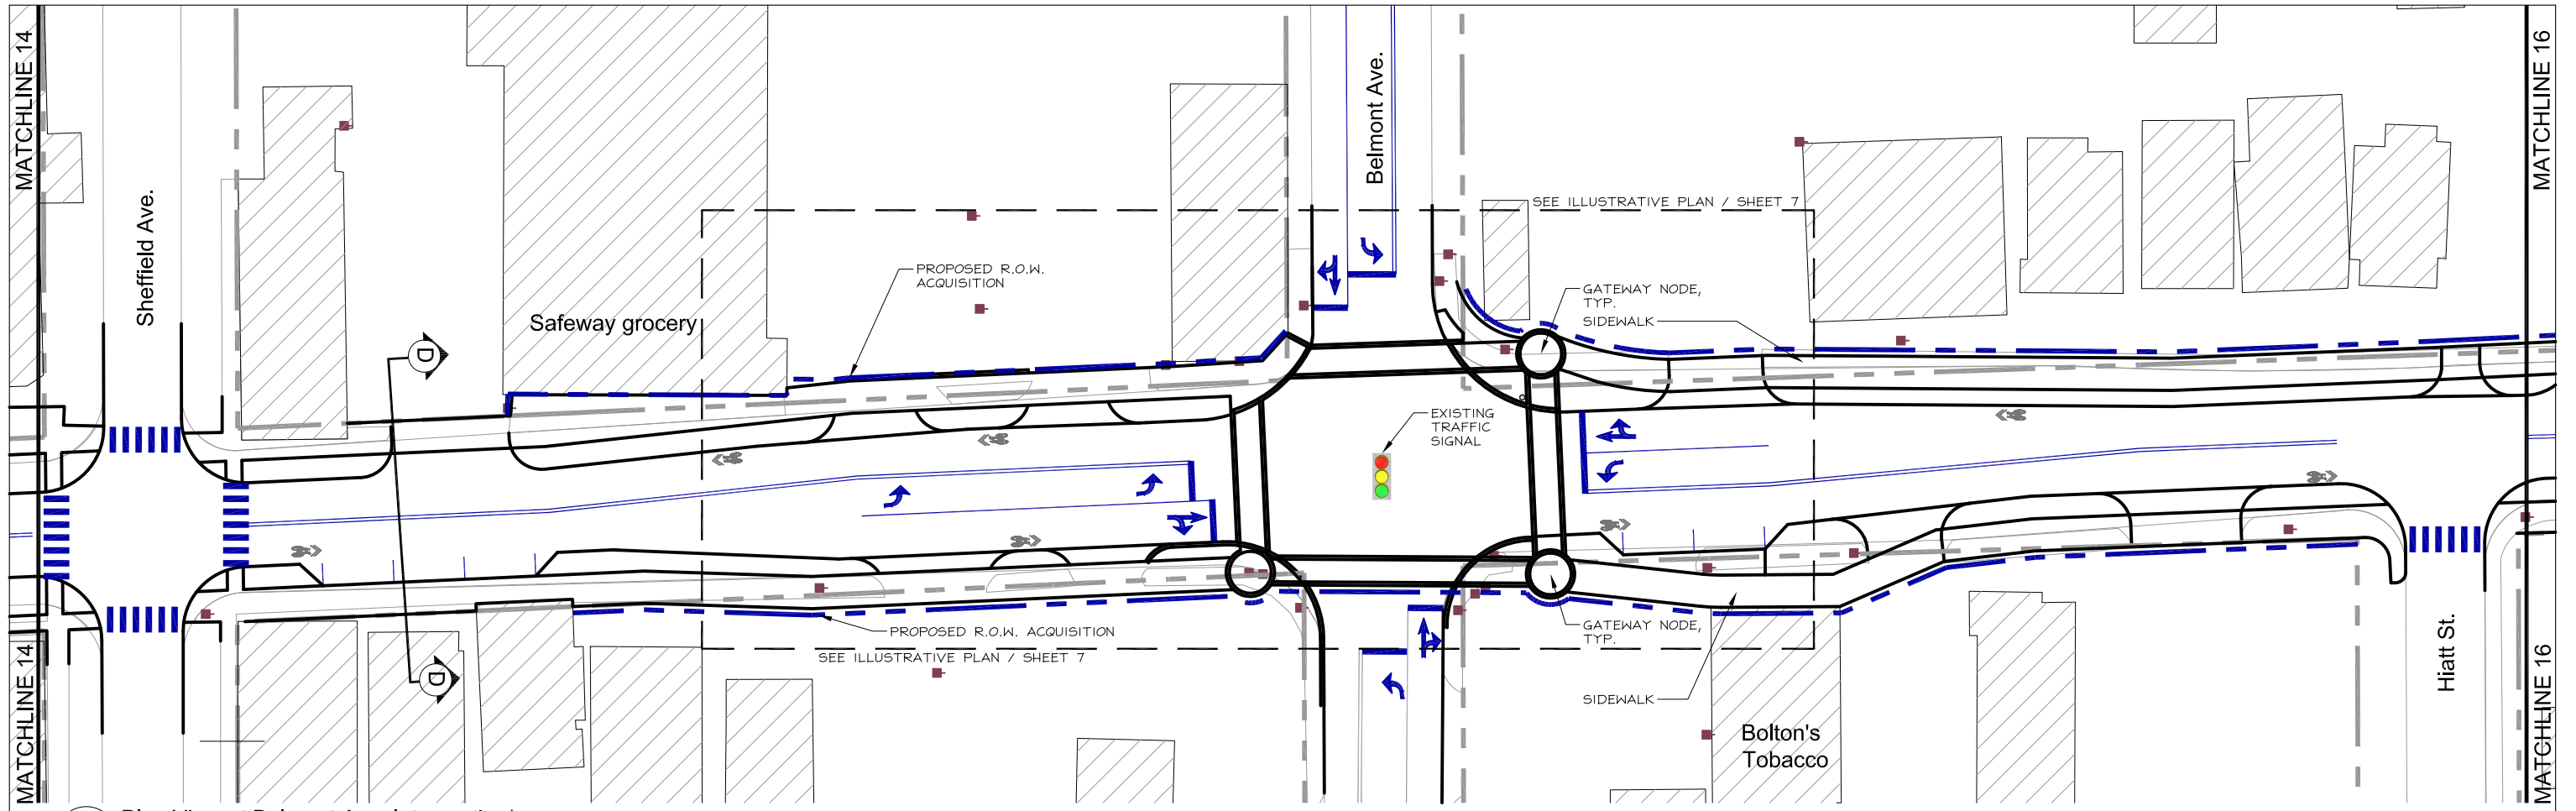 MATCHLINE 14
Sheffield Ave.
Belmont Ave.
MATCHLINE 16
SEE ILLUSTRATIVE PLAN / SHEET 7
PROPOSED R.O.W.
ACQUISITION
GATEWAY NODE,
TYP.
Safeway grocery
SIDEWALK
D
EXISTING
TRAFFIC
SIGNAL
PROPOSED R.O.W. ACQUISITION
GATEWAY NODE,
TYP.
SEE ILLUSTRATIVE PLAN / SHEET 7
D
SIDEWALK
Hiatt St.
MATCHLINE 14
Bolton's
Tobacco
MATCHLINE 16